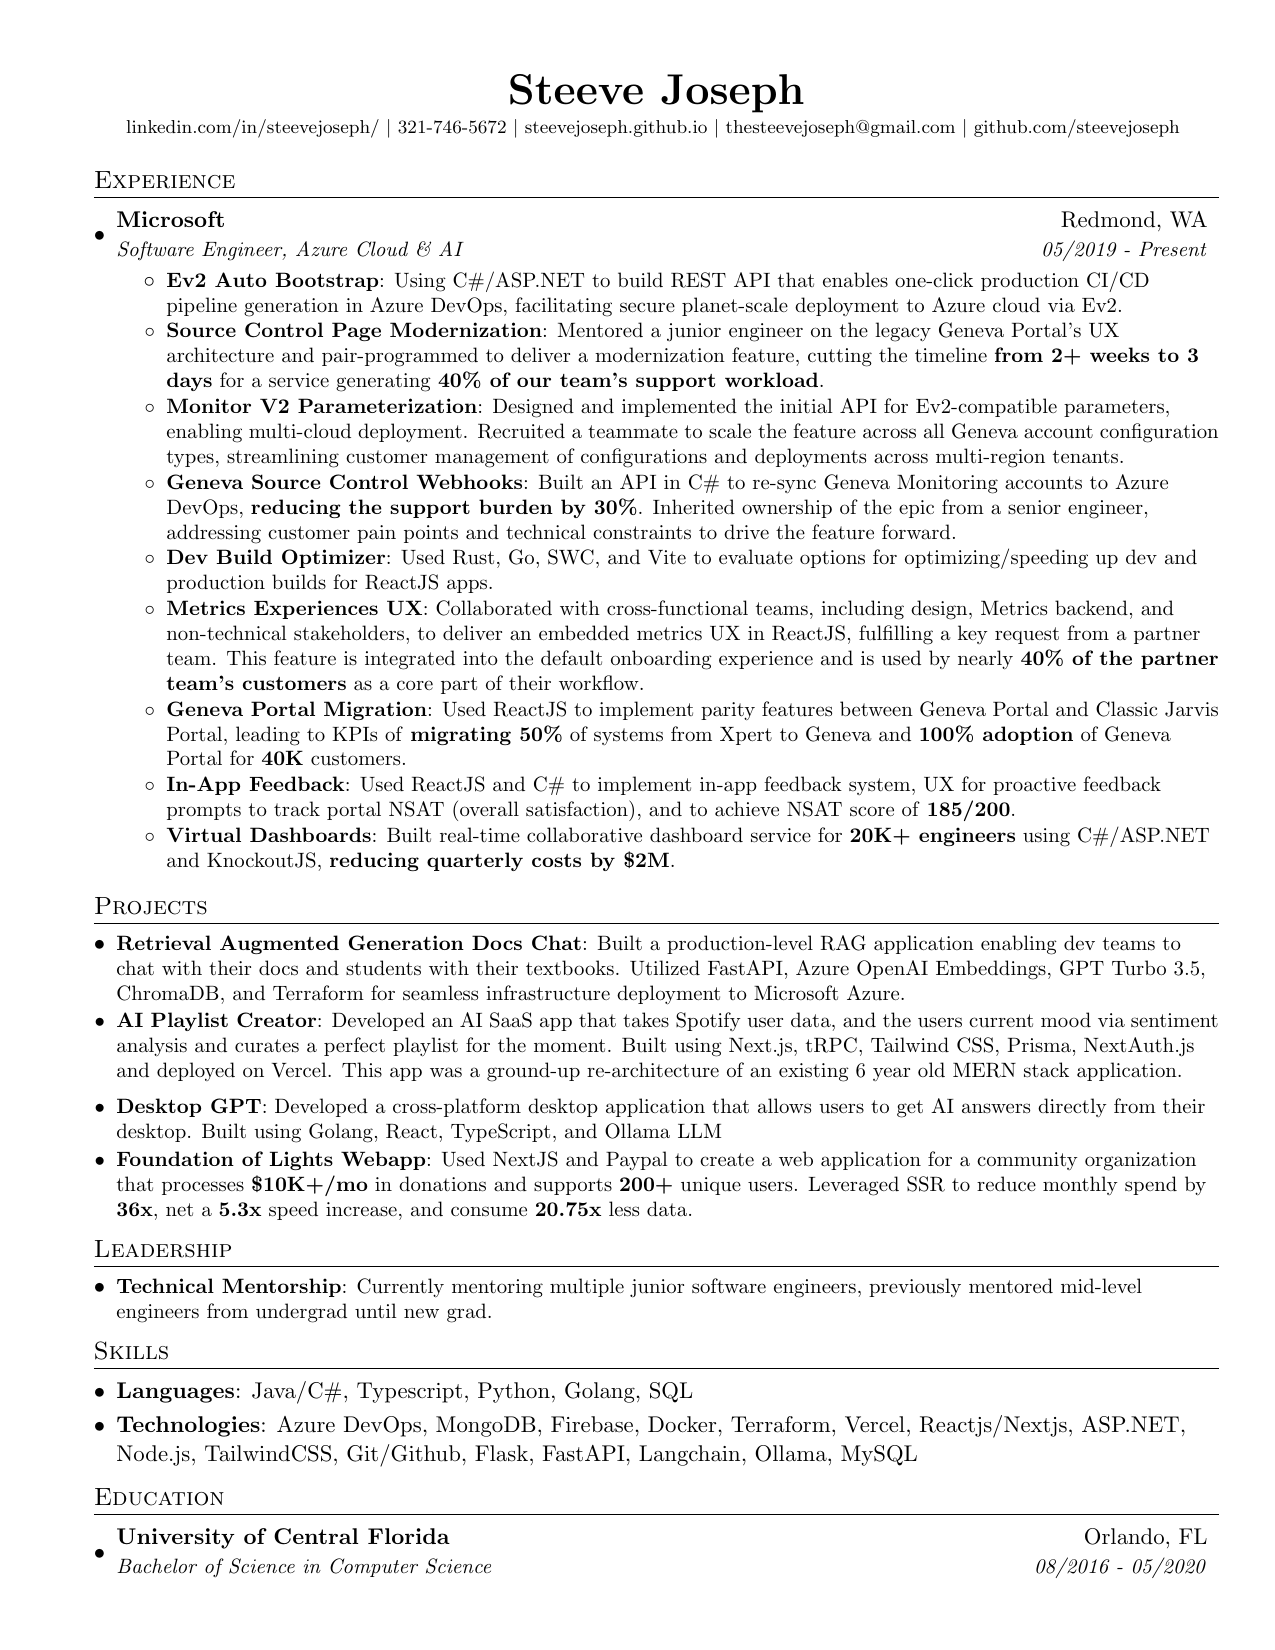 Steeve Joseph
linkedin.com/in/steevejoseph/ | 321-746-5672 | steevejoseph.github.io | thesteevejoseph@gmail.com | github.com/steevejoseph
Experience
• Microsoft Redmond, WA
Software Engineer, Azure Cloud & AI 05/2019 - Present
◦ Ev2 Auto Bootstrap: Using C#/ASP.NET to build REST API that enables one-click production CI/CD
pipeline generation in Azure DevOps, facilitating secure planet-scale deployment to Azure cloud via Ev2.
◦ Source Control Page Modernization: Mentored a junior engineer on the legacy Geneva Portal's UX
architecture and pair-programmed to deliver a modernization feature, cutting the timeline from 2+ weeks to 3
days for a service generating 40% of our team's support workload.
◦ Monitor V2 Parameterization: Designed and implemented the initial API for Ev2-compatible parameters,
enabling multi-cloud deployment. Recruited a teammate to scale the feature across all Geneva account configuration
types, streamlining customer management of configurations and deployments across multi-region tenants.
◦ Geneva Source Control Webhooks: Built an API in C# to re-sync Geneva Monitoring accounts to Azure
DevOps, reducing the support burden by 30%. Inherited ownership of the epic from a senior engineer,
addressing customer pain points and technical constraints to drive the feature forward.
◦ Dev Build Optimizer: Used Rust, Go, SWC, and Vite to evaluate options for optimizing/speeding up dev and
production builds for ReactJS apps.
◦ Metrics Experiences UX: Collaborated with cross-functional teams, including design, Metrics backend, and
non-technical stakeholders, to deliver an embedded metrics UX in ReactJS, fulfilling a key request from a partner
team. This feature is integrated into the default onboarding experience and is used by nearly 40% of the partner
team's customers as a core part of their workflow.
◦ Geneva Portal Migration: Used ReactJS to implement parity features between Geneva Portal and Classic Jarvis
Portal, leading to KPIs of migrating 50% of systems from Xpert to Geneva and 100% adoption of Geneva
Portal for 40K customers.
◦ In-App Feedback: Used ReactJS and C# to implement in-app feedback system, UX for proactive feedback
prompts to track portal NSAT (overall satisfaction), and to achieve NSAT score of 185/200.
◦ Virtual Dashboards: Built real-time collaborative dashboard service for 20K+ engineers using C#/ASP.NET
and KnockoutJS, reducing quarterly costs by $2M.
Projects
• Retrieval Augmented Generation Docs Chat: Built a production-level RAG application enabling dev teams to
chat with their docs and students with their textbooks. Utilized FastAPI, Azure OpenAI Embeddings, GPT Turbo 3.5,
ChromaDB, and Terraform for seamless infrastructure deployment to Microsoft Azure.
• AI Playlist Creator: Developed an AI SaaS app that takes Spotify user data, and the users current mood via sentiment
analysis and curates a perfect playlist for the moment. Built using Next.js, tRPC, Tailwind CSS, Prisma, NextAuth.js
and deployed on Vercel. This app was a ground-up re-architecture of an existing 6 year old MERN stack application.
• Desktop GPT: Developed a cross-platform desktop application that allows users to get AI answers directly from their
desktop. Built using Golang, React, TypeScript, and Ollama LLM
• Foundation of Lights Webapp: Used NextJS and Paypal to create a web application for a community organization
that processes $10K+/mo in donations and supports 200+ unique users. Leveraged SSR to reduce monthly spend by
36x, net a 5.3x speed increase, and consume 20.75x less data.
Leadership
• Technical Mentorship: Currently mentoring multiple junior software engineers, previously mentored mid-level
engineers from undergrad until new grad.
Skills
• Languages: Java/C#, Typescript, Python, Golang, SQL
• Technologies: Azure DevOps, MongoDB, Firebase, Docker, Terraform, Vercel, Reactjs/Nextjs, ASP.NET,
Node.js, TailwindCSS, Git/Github, Flask, FastAPI, Langchain, Ollama, MySQL
Education
• University of Central Florida Orlando, FL
Bachelor of Science in Computer Science 08/2016 - 05/2020